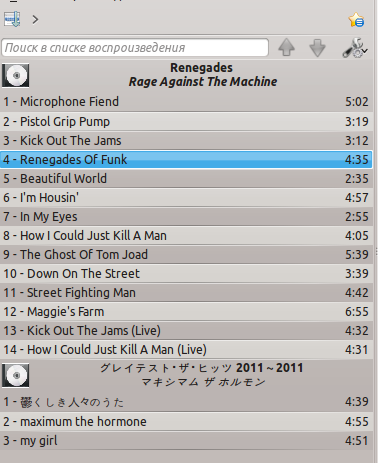 Поиск в списке воспроизведения
Renegades
Rage Against The Machine
1 - Microphone Fiend 5:02
2 - Pistol Grip Pump 3:19
3 - Kick Out The Jams 3:12
4 - Renegades Of Funk 4:35
5 - Beautiful World 2:35
6 - I'm Housin' 4:57
7 - In My Eyes 2:55
8 - How I Could Just Kill A Man 4:05
9 - The Ghost Of Tom Joad 5:39
10 - Down On The Street 3:39
11 - Street Fighting Man 4:42
12 - Maggie's Farm 6:55
13 - Kick Out The Jams (Live) 4:32
14 - How I Could Just Kill A Man (Live) 4:31
グレイテスト・ザ・ヒッツ 2011～2011
マキシマム ザ ホルモン
1 - 鬱くしき人々のうた 4:39
2 - maximum the hormone 4:55
3 - my girl 4:51